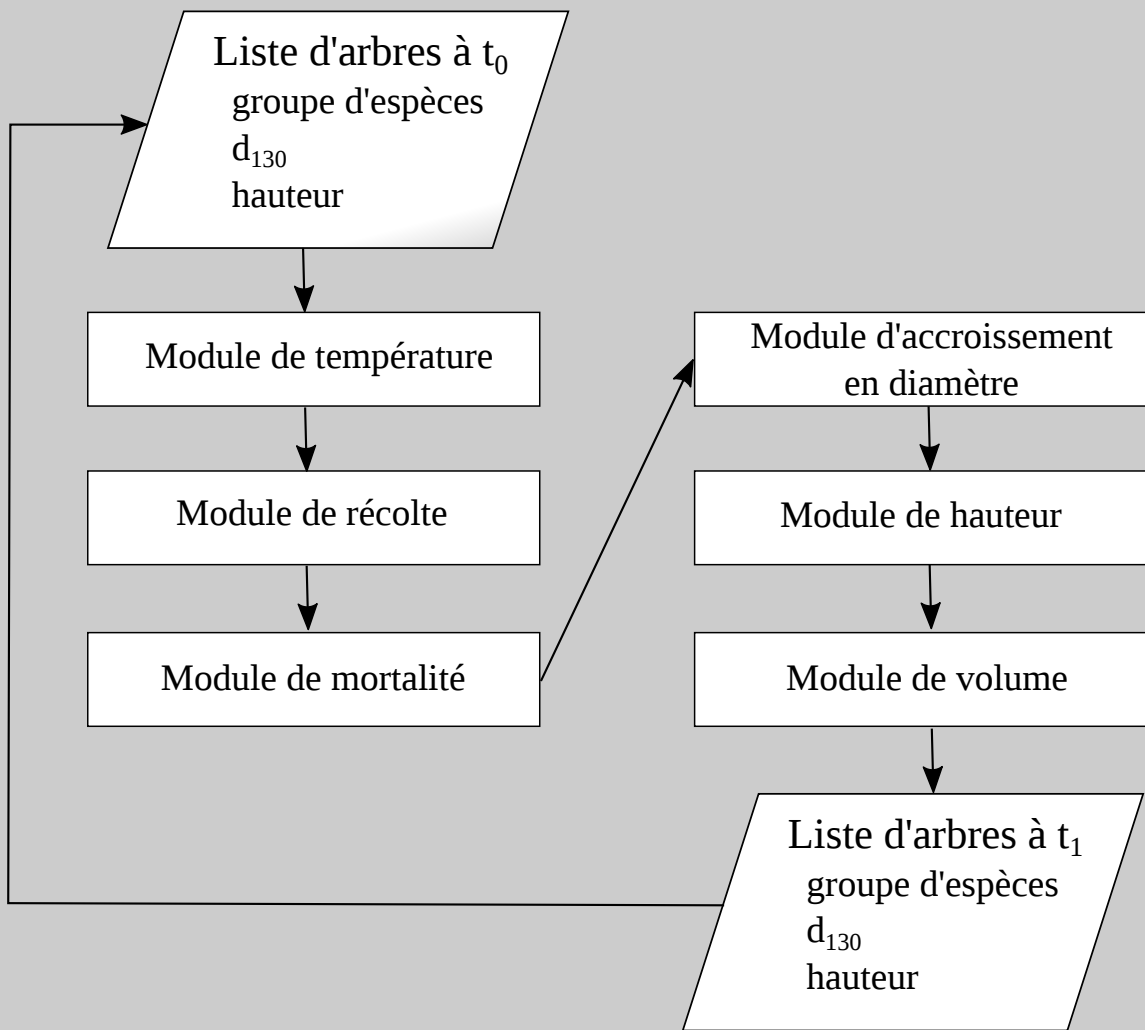 Liste d'arbres à t₀
groupe d'espèces
d₁₃₀
hauteur
Module de température
Module de récolte
Module de mortalité
Module d'accroissement
en diamètre
Module de hauteur
Module de volume
Liste d'arbres à t₁
groupe d'espèces
d₁₃₀
hauteur